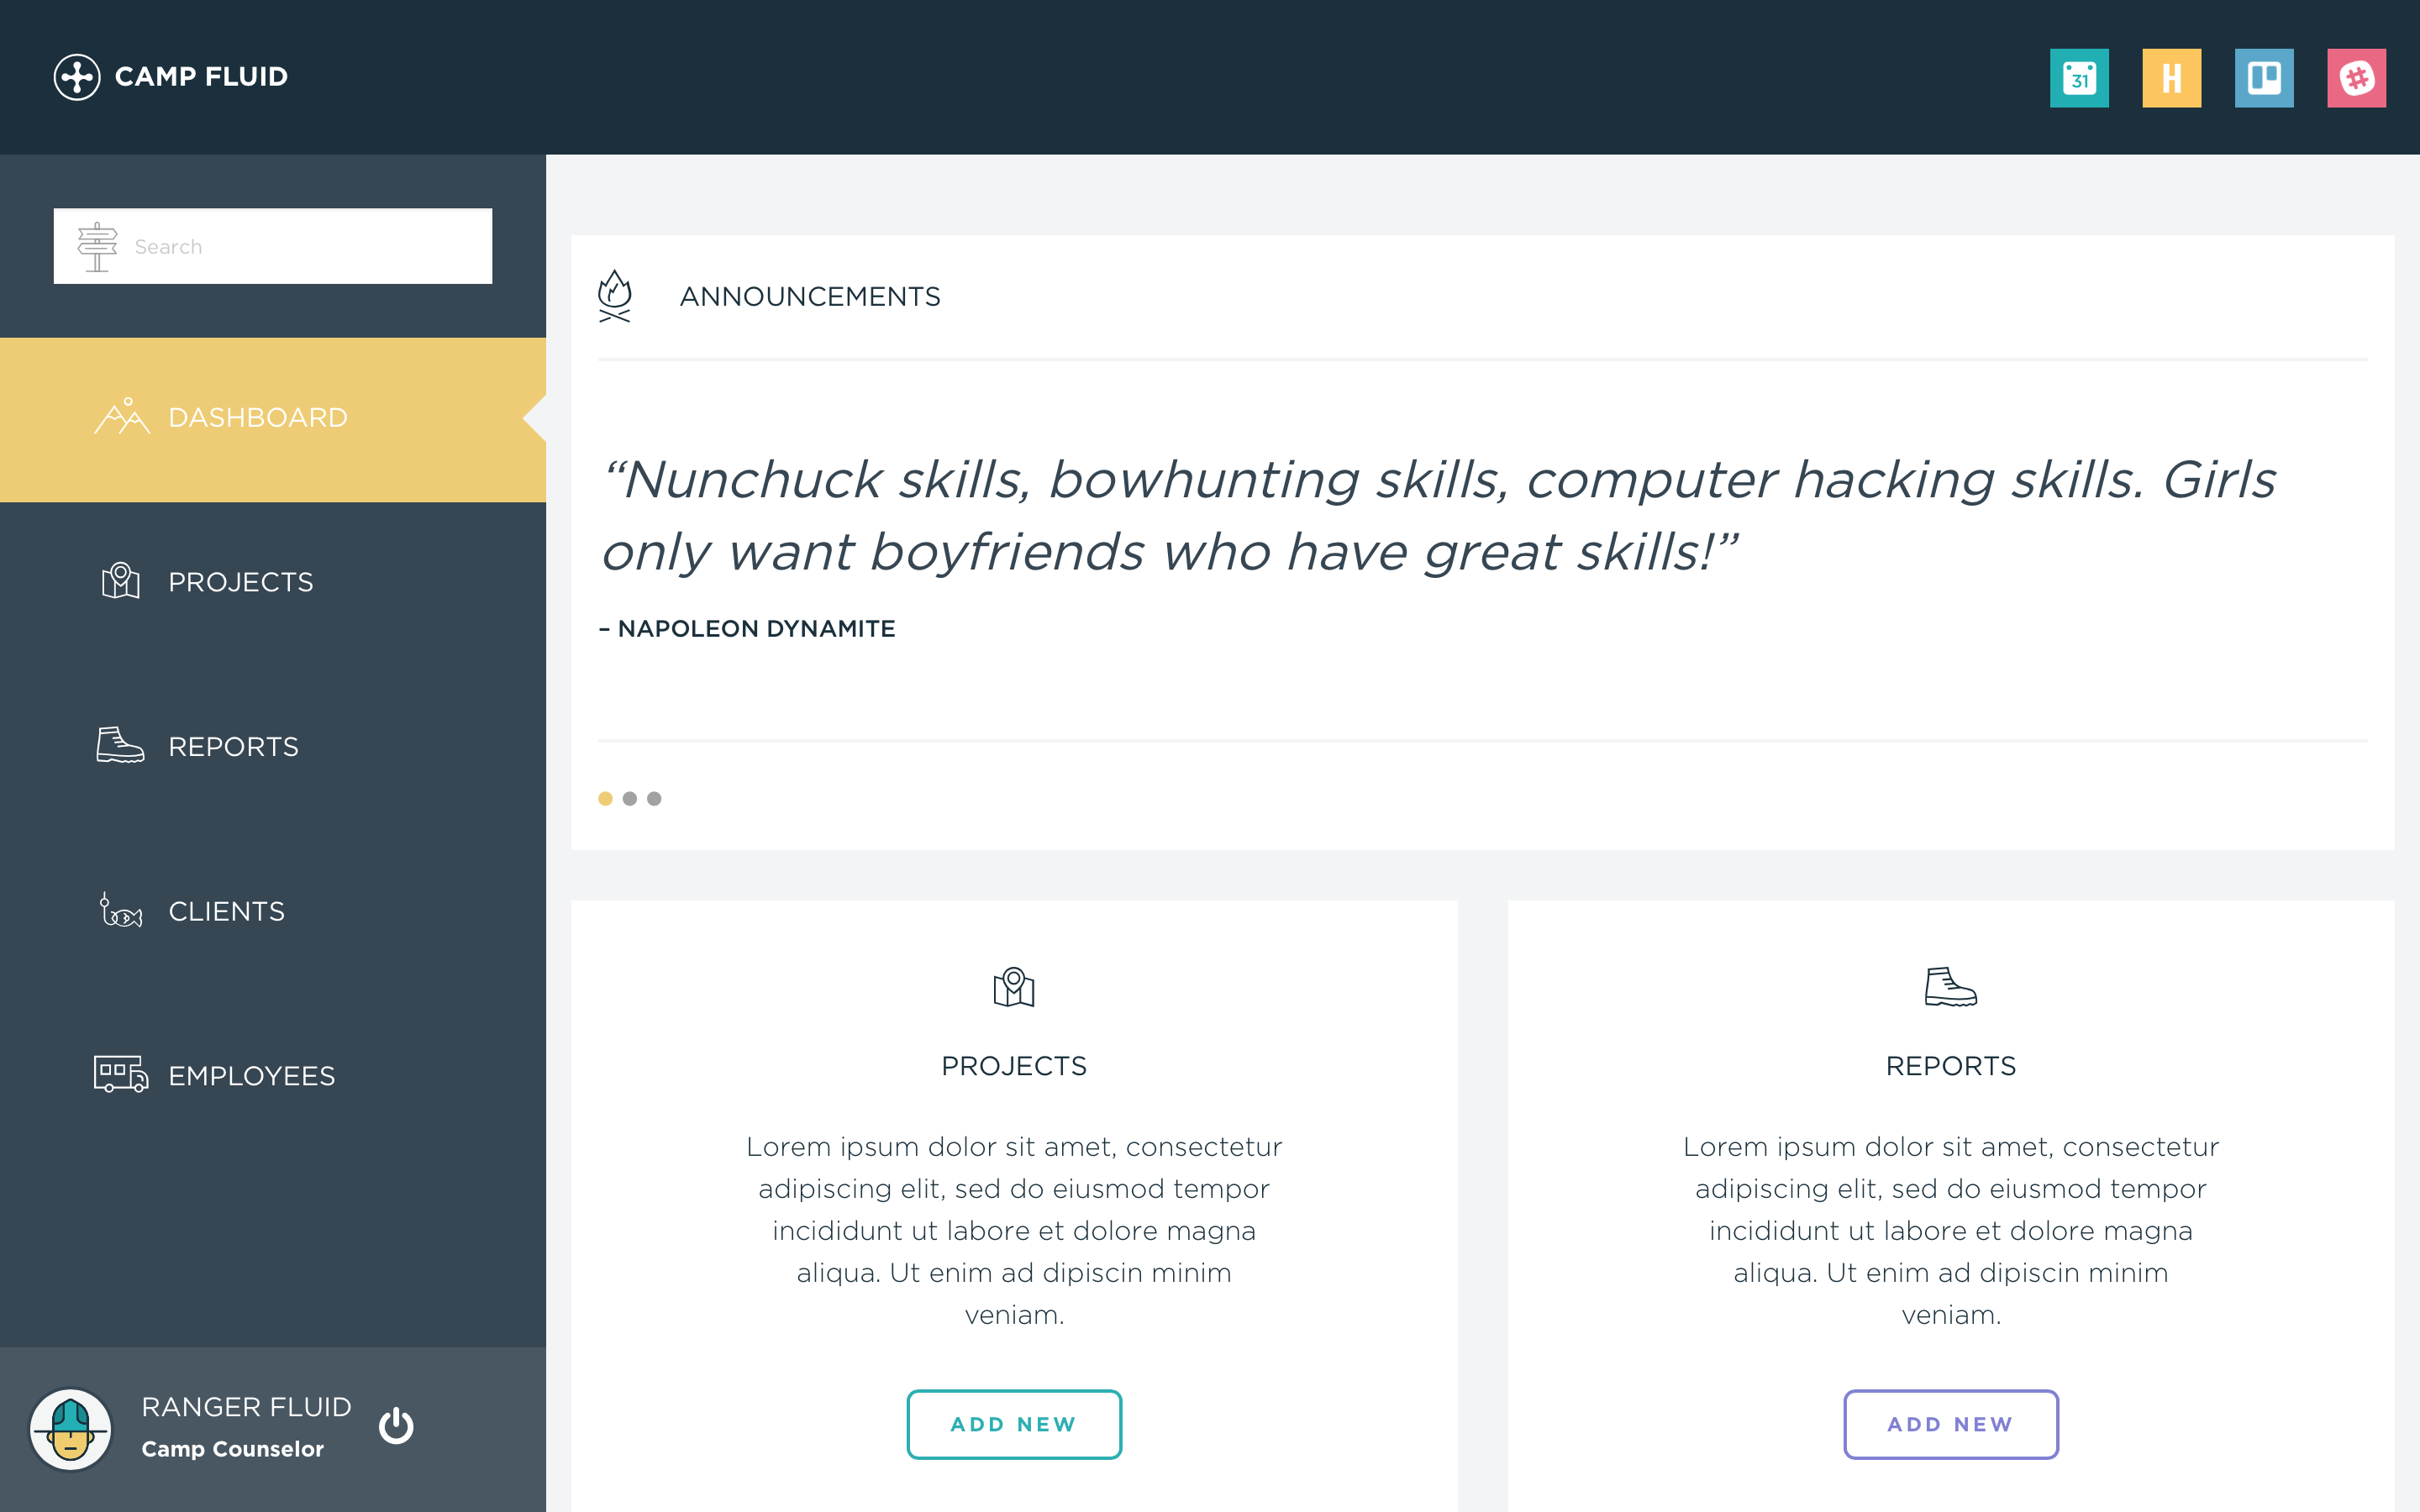 CAMP FLUID
31
H
Search
DASHBOARD
PROJECTS
REPORTS
CLIENTS
EMPLOYEES
RANGER FLUID
Camp Counselor
ANNOUNCEMENTS
“Nunchuck skills, bowhunting skills, computer hacking skills. Girls
only want boyfriends who have great skills!”
– NAPOLEON DYNAMITE
PROJECTS
Lorem ipsum dolor sit amet, consectetur
adipiscing elit, sed do eiusmod tempor
incididunt ut labore et dolore magna
aliqua. Ut enim ad dipiscin minim
veniam.
ADD NEW
REPORTS
Lorem ipsum dolor sit amet, consectetur
adipiscing elit, sed do eiusmod tempor
incididunt ut labore et dolore magna
aliqua. Ut enim ad dipiscin minim
veniam.
ADD NEW